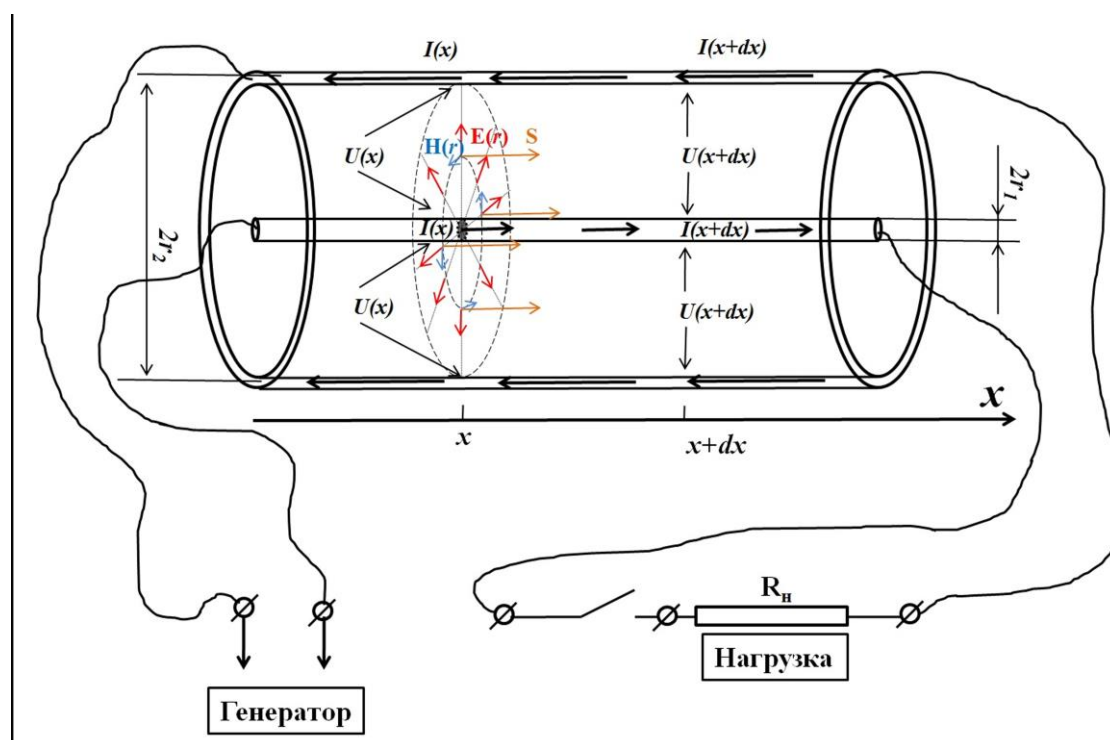 I(x)
I(x+dx)
H(r)
E(r)
S
U(x)
U(x+dx)
2r₂
I(x)
I(x+dx)
2r₁
U(x)
U(x+dx)
x
x
x+dx
Rн
Нагрузка
Генератор